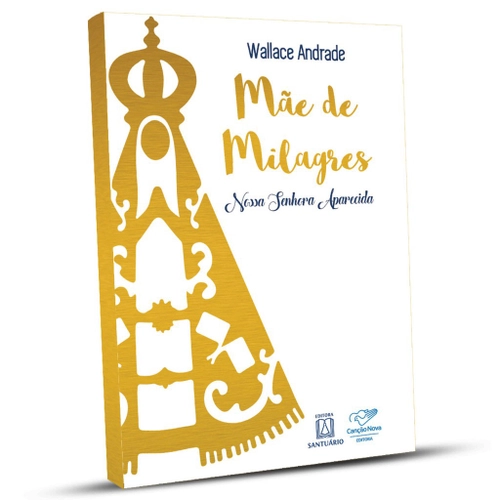 Wallace Andrade
Mãe de
Milagres
Nossa Senhora Aparecida
EDITORA
SANTUÁRIO
Canção Nova
EDITORA